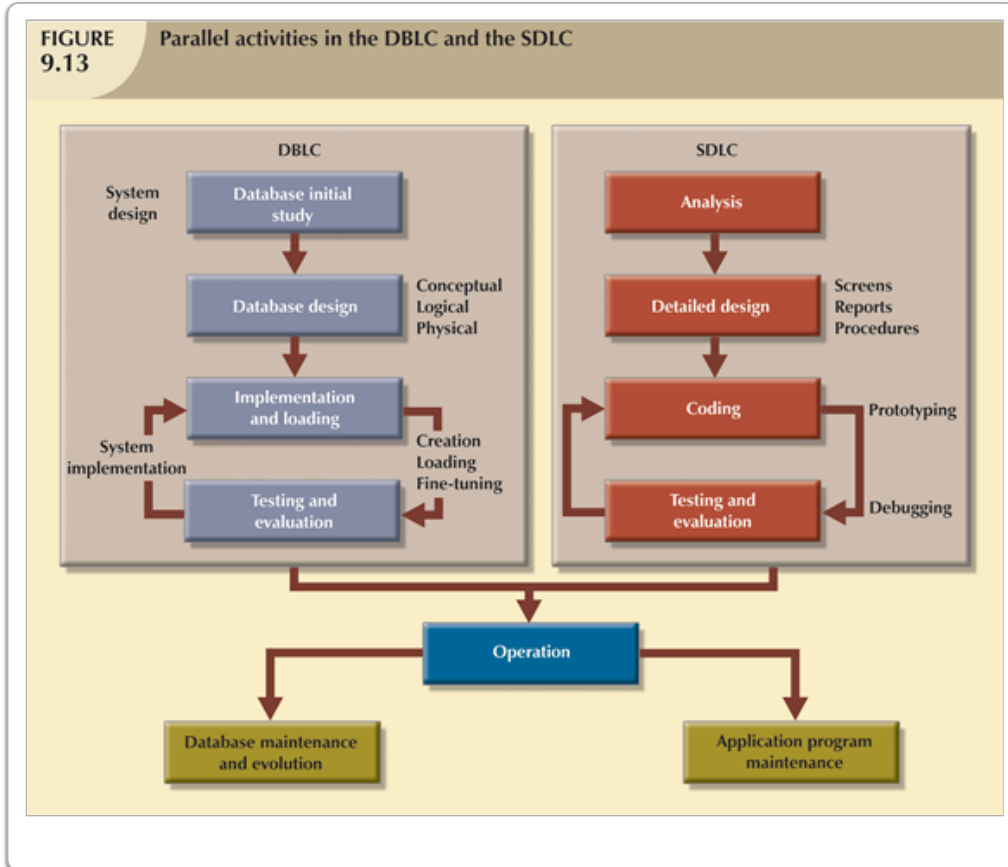 FIGURE
9.13
Parallel activities in the DBLC and the SDLC
DBLC
System
design
Database initial
study
Database design
Conceptual
Logical
Physical
Implementation
and loading
System
implementation
Creation
Loading
Fine-tuning
Testing and
evaluation
SDLC
Analysis
Detailed design
Screens
Reports
Procedures
Coding
Prototyping
Testing and
evaluation
Debugging
Operation
Database maintenance
and evolution
Application program
maintenance